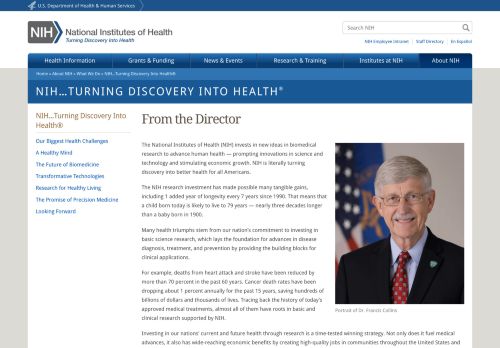 U.S. Department of Health & Human Services
NIH
National Institutes of Health
Turning Discovery Into Health
Search NIH
NIH Employee Intranet | Staff Directory | En Español
Health Information
Grants & Funding
News & Events
Research & Training
Institutes at NIH
About NIH
Home » About NIH » What We Do » NIH...Turning Discovery Into Health®
NIH...TURNING DISCOVERY INTO HEALTH®
NIH...Turning Discovery Into
Health®
Our Biggest Health Challenges
A Healthy Mind
The Future of Biomedicine
Transformative Technologies
Research for Healthy Living
The Promise of Precision Medicine
Looking Forward
From the Director
The National Institutes of Health (NIH) invests in new ideas in biomedical
research to advance human health — prompting innovations in science and
technology and stimulating economic growth. NIH is literally turning
discovery into better health for all Americans.
The NIH research investment has made possible many tangible gains,
including 1 added year of longevity every 7 years since 1990. That means that
a child born today is likely to live to 79 years — nearly three decades longer
than a baby born in 1900.
Many health triumphs stem from our nation's commitment to investing in
basic science research, which lays the foundation for advances in disease
diagnosis, treatment, and prevention by providing the building blocks for
clinical applications.
For example, deaths from heart attack and stroke have been reduced by
more than 70 percent in the past 60 years. Cancer death rates have been
dropping about 1 percent annually for the past 15 years, saving hundreds of
billions of dollars and thousands of lives. Tracing back the history of today's
approved medical treatments, almost all of them have roots in basic and
clinical research supported by NIH.
Portrait of Dr. Francis Collins
Investing in our nations' current and future health through research is a time-tested winning strategy. Not only does it fuel medical
advances, it also has wide-reaching economic benefits by creating high-quality jobs in communities throughout the United States and